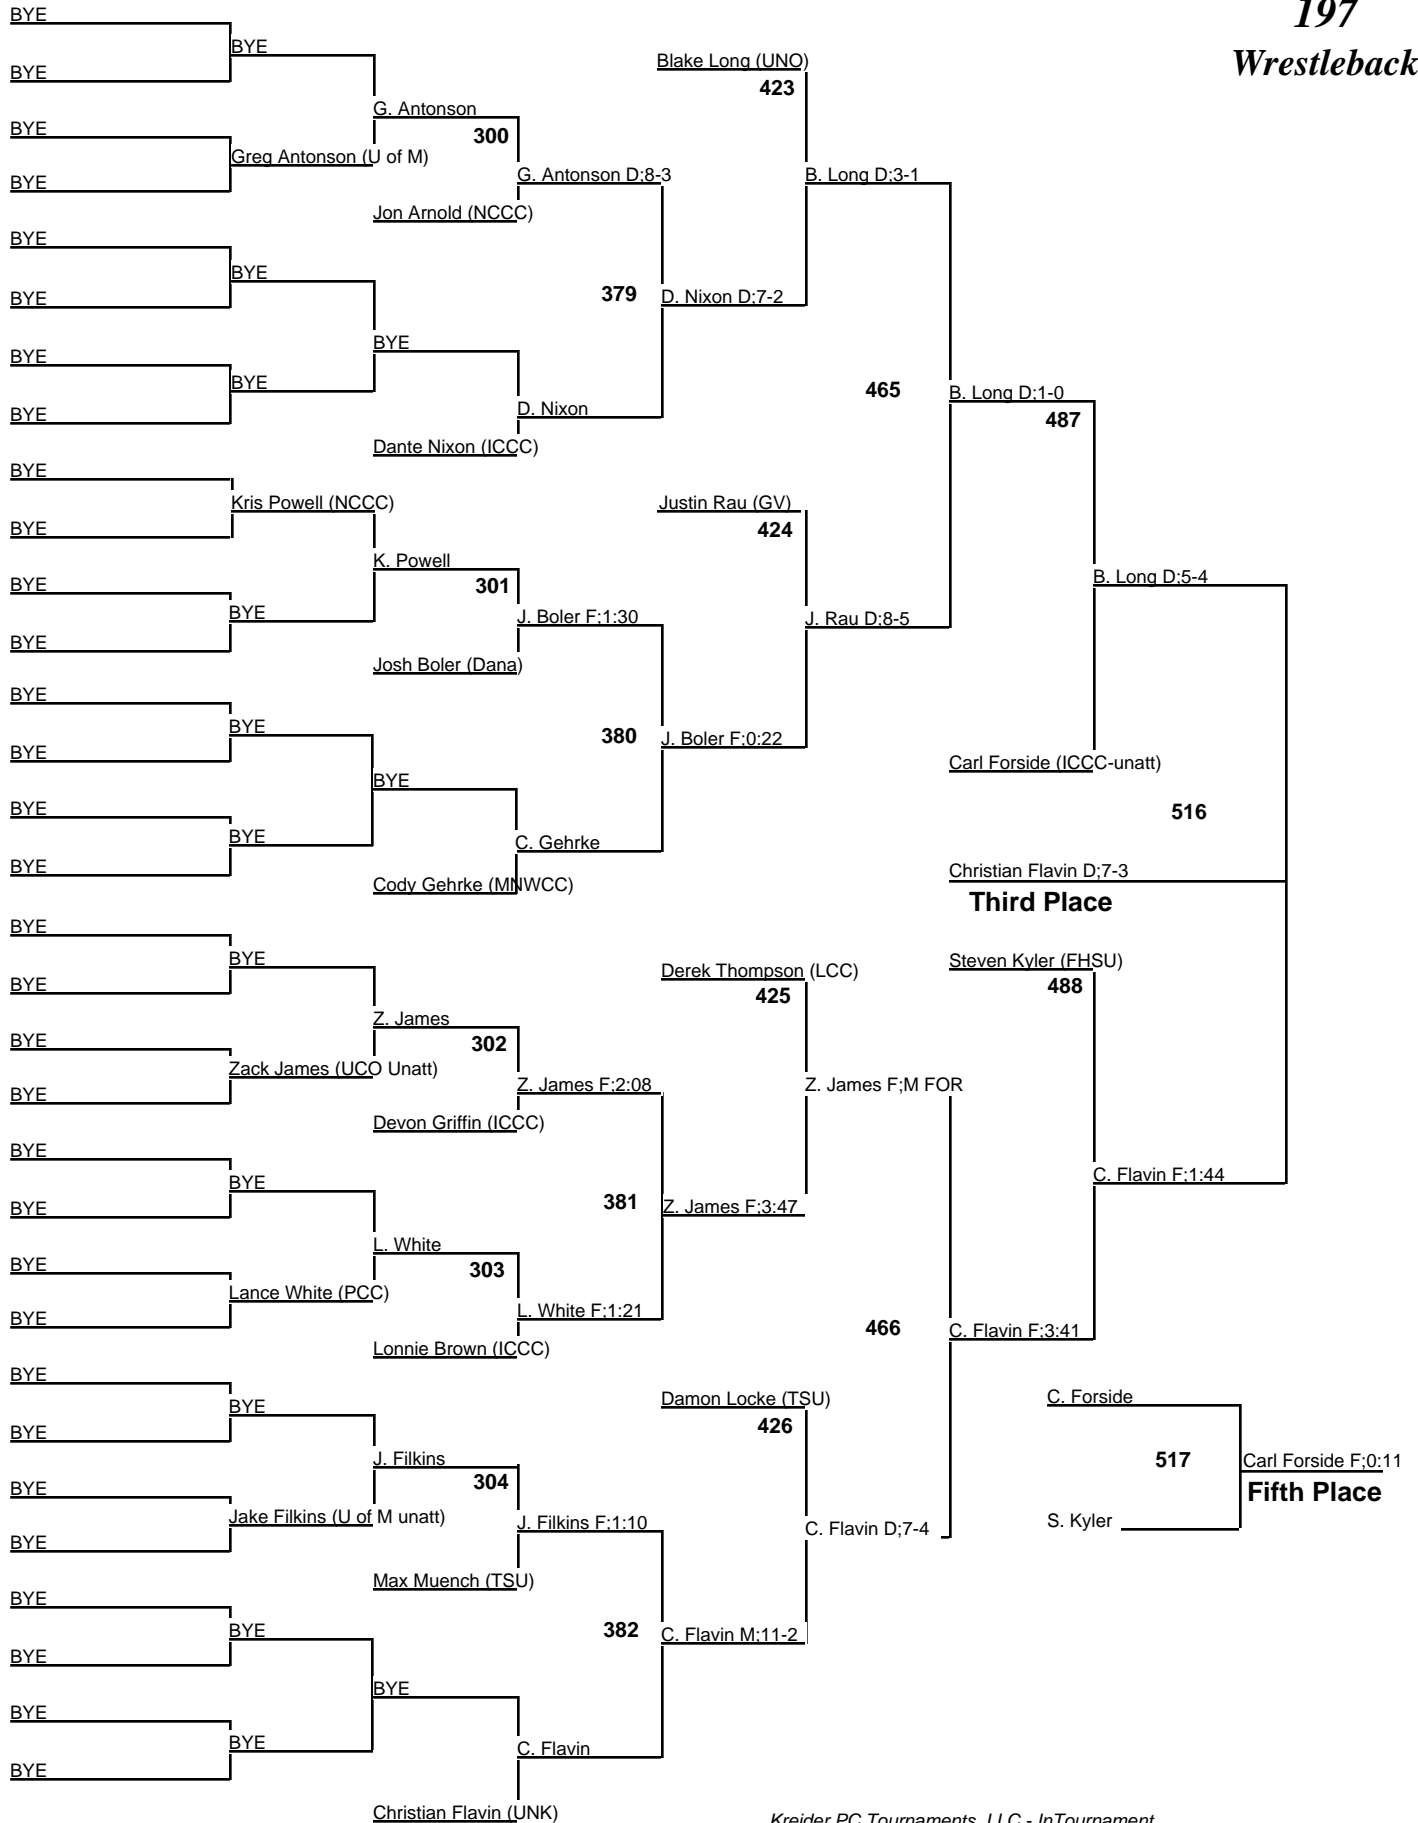 197
Wrestleback
BYE
BYE
BYE
Blake Long (UNO)
423
BYE
G. Antonson
300
BYE
Greg Antonson (U of M)
G. Antonson D;8-3
B. Long D;3-1
BYE
Jon Arnold (NCCC)
BYE
BYE
379
D. Nixon D;7-2
BYE
BYE
BYE
BYE
465
B. Long D;1-0
487
BYE
D. Nixon
Dante Nixon (ICCC)
BYE
Kris Powell (NCCC)
Justin Rau (GV)
424
BYE
K. Powell
301
B. Long D;5-4
BYE
BYE
J. Boler F;1:30
J. Rau D;8-5
BYE
Josh Boler (Dana)
BYE
BYE
380
J. Boler F;0:22
BYE
Carl Forside (ICCC-unatt)
BYE
516
BYE
BYE
C. Gehrke
BYE
Cody Gehrke (MNWCC)
Christian Flavin D;7-3
Third Place
BYE
BYE
Derek Thompson (LCC)
425
Steven Kyler (FHSU)
488
BYE
Z. James
302
BYE
Zack James (UCO Unatt)
Z. James F;2:08
Z. James F;M FOR
BYE
Devon Griffin (ICCC)
BYE
BYE
C. Flavin F;1:44
381
Z. James F;3:47
BYE
L. White
303
BYE
Lance White (PCC)
L. White F;1:21
BYE
466
C. Flavin F;3:41
Lonnie Brown (ICCC)
BYE
BYE
Damon Locke (TSU)
426
C. Forside
BYE
J. Filkins
304
517
Carl Forside F;0:11
Fifth Place
BYE
Jake Filkins (U of M unatt)
J. Filkins F;1:10
C. Flavin D;7-4
S. Kyler
BYE
Max Muench (TSU)
BYE
BYE
382
C. Flavin M;11-2
BYE
BYE
BYE
BYE
C. Flavin
BYE
Christian Flavin (UNK)
Kreider PC Tournaments, LLC - InTournament